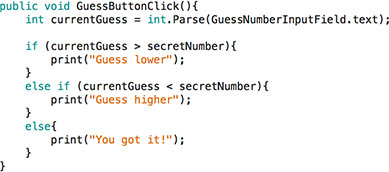 public void GuessButtonClick(){
    int currentGuess = int.Parse(GuessNumberInputField.text);

    if (currentGuess > secretNumber){
        print("Guess lower");
    }
    else if (currentGuess < secretNumber){
        print("Guess higher");
    }
    else{
        print("You got it!");
    }
}